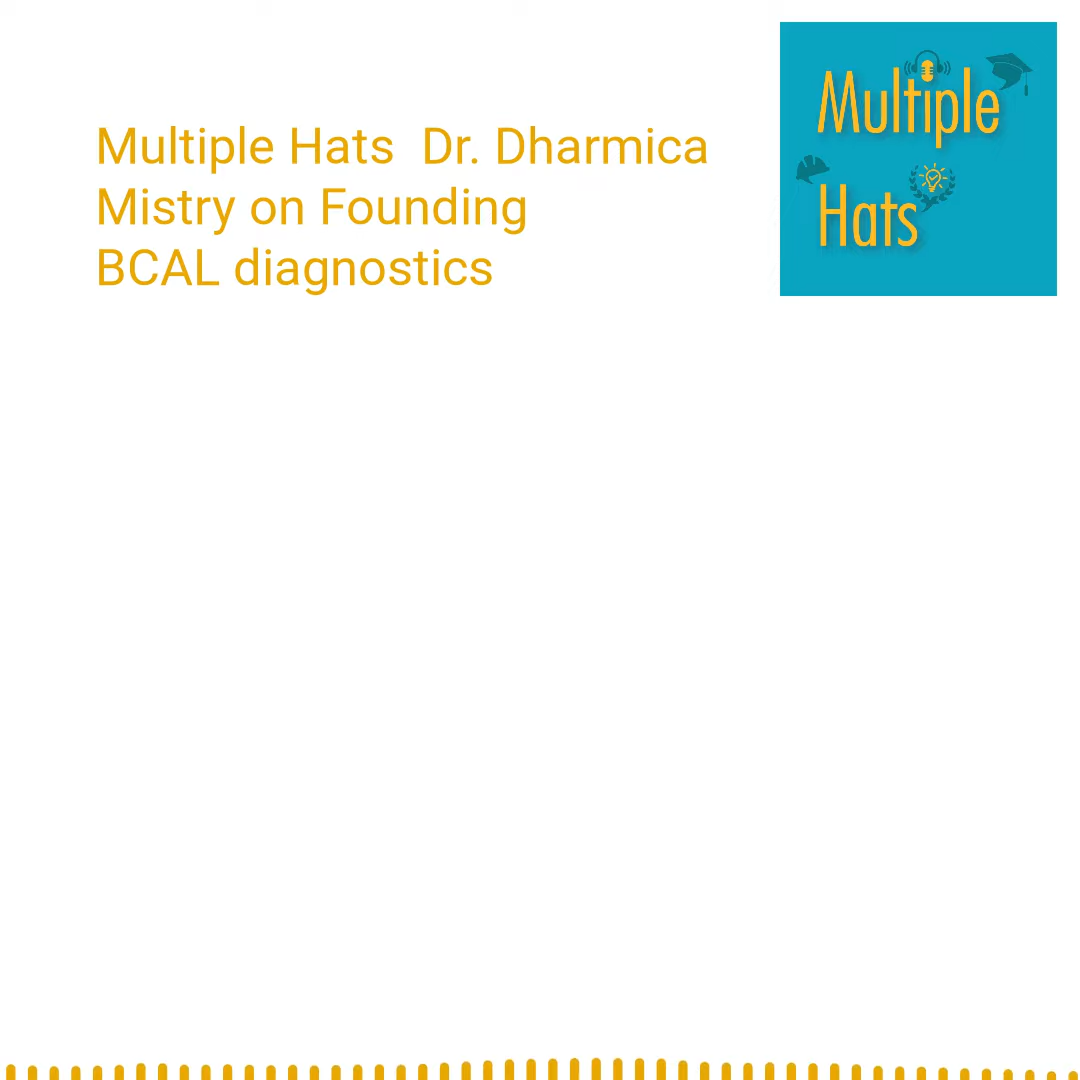 Multiple Hats  Dr. Dharmica
Mistry on Founding
BCAL diagnostics
Multiple
Hats